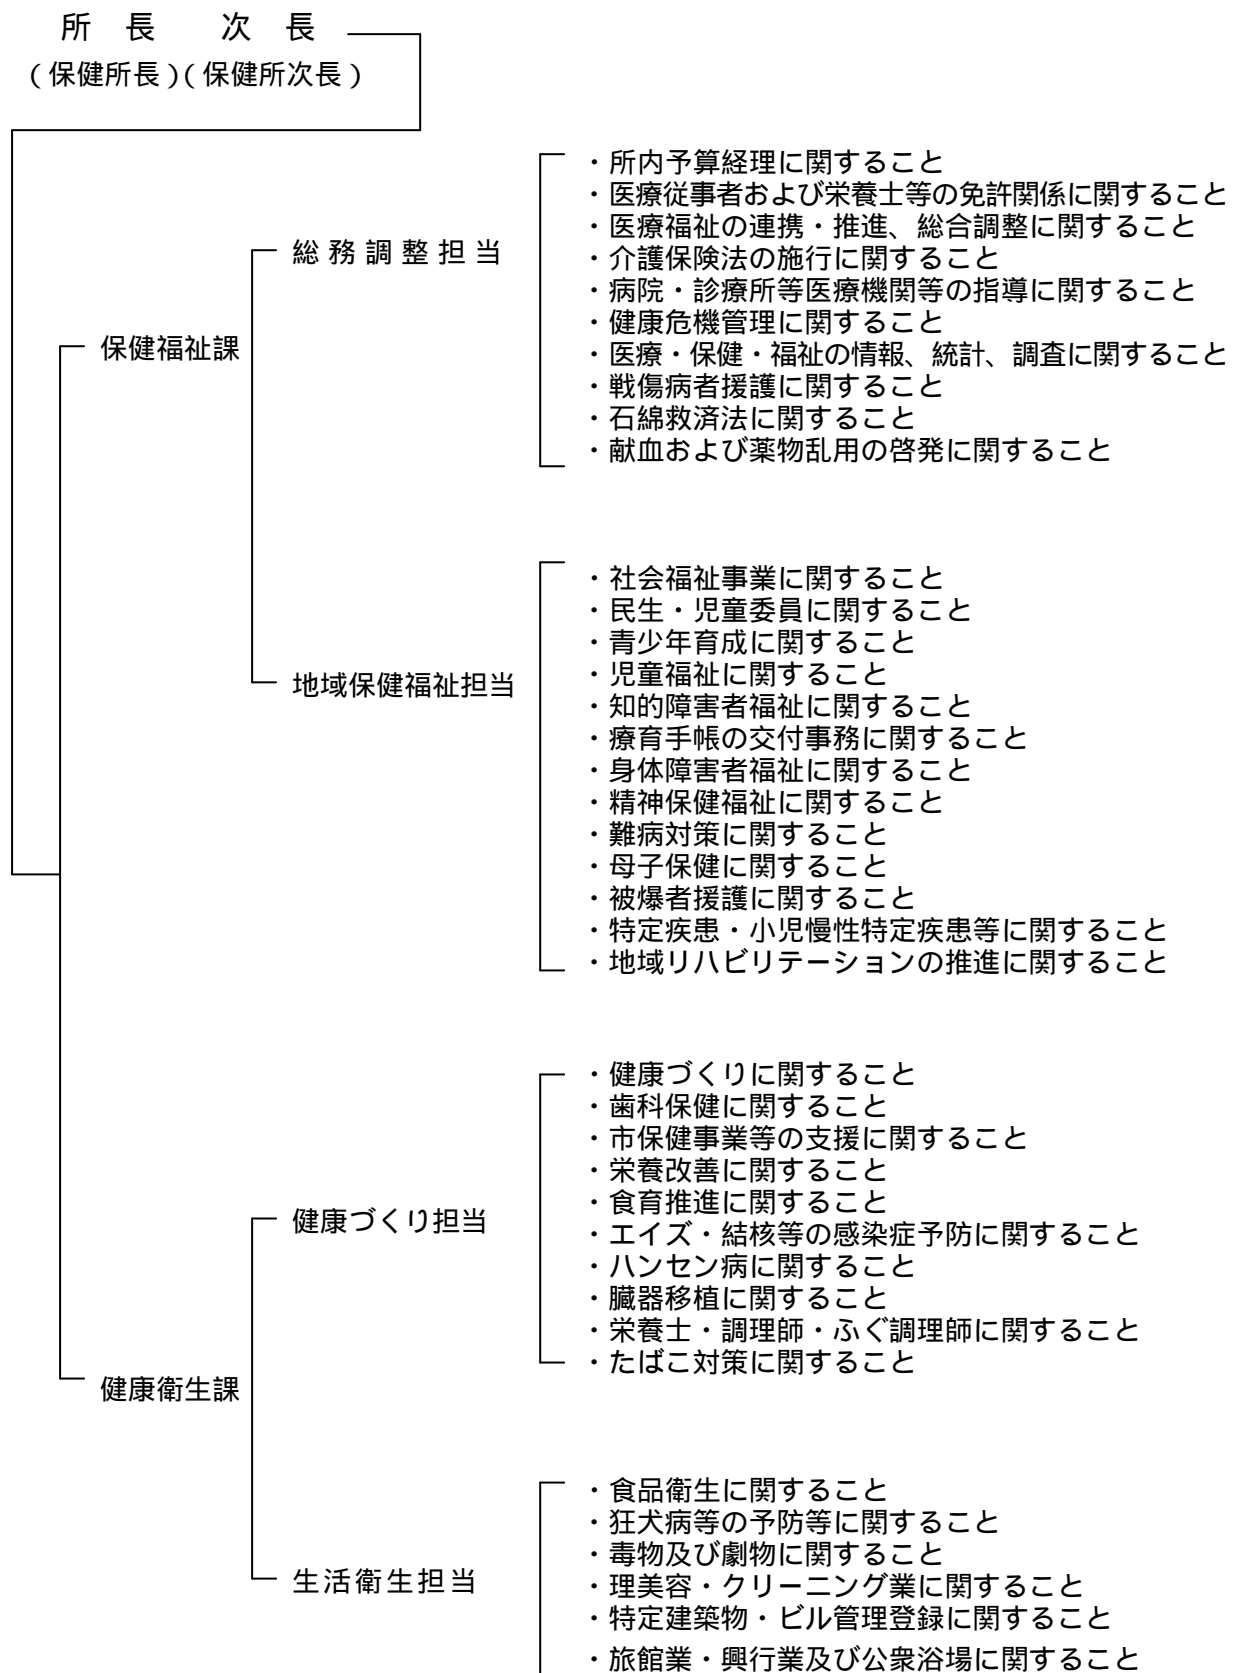 所長 次長
(保健所長)(保健所次長)
保健福祉課
総務調整担当
・所内予算経理に関すること
・医療従事者および栄養士等の免許関係に関すること
・医療福祉の連携・推進、総合調整に関すること
・介護保険法の施行に関すること
・病院・診療所等医療機関等の指導に関すること
・健康危機管理に関すること
・医療・保健・福祉の情報、統計、調査に関すること
・戦傷病者援護に関すること
・石綿救済法に関すること
・献血および薬物乱用の啓発に関すること
地域保健福祉担当
・社会福祉事業に関すること
・民生・児童委員に関すること
・青少年育成に関すること
・児童福祉に関すること
・知的障害者福祉に関すること
・療育手帳の交付事務に関すること
・身体障害者福祉に関すること
・精神保健福祉に関すること
・難病対策に関すること
・母子保健に関すること
・被爆者援護に関すること
・特定疾患・小児慢性特定疾患等に関すること
・地域リハビリテーションの推進に関すること
健康衛生課
健康づくり担当
・健康づくりに関すること
・歯科保健に関すること
・市保健事業等の支援に関すること
・栄養改善に関すること
・食育推進に関すること
・エイズ・結核等の感染症予防に関すること
・ハンセン病に関すること
・臓器移植に関すること
・栄養士・調理師・ふぐ調理師に関すること
・たばこ対策に関すること
生活衛生担当
・食品衛生に関すること
・狂犬病等の予防等に関すること
・毒物及び劇物に関すること
・理美容・クリーニング業に関すること
・特定建築物・ビル管理登録に関すること
・旅館業・興行業及び公衆浴場に関すること